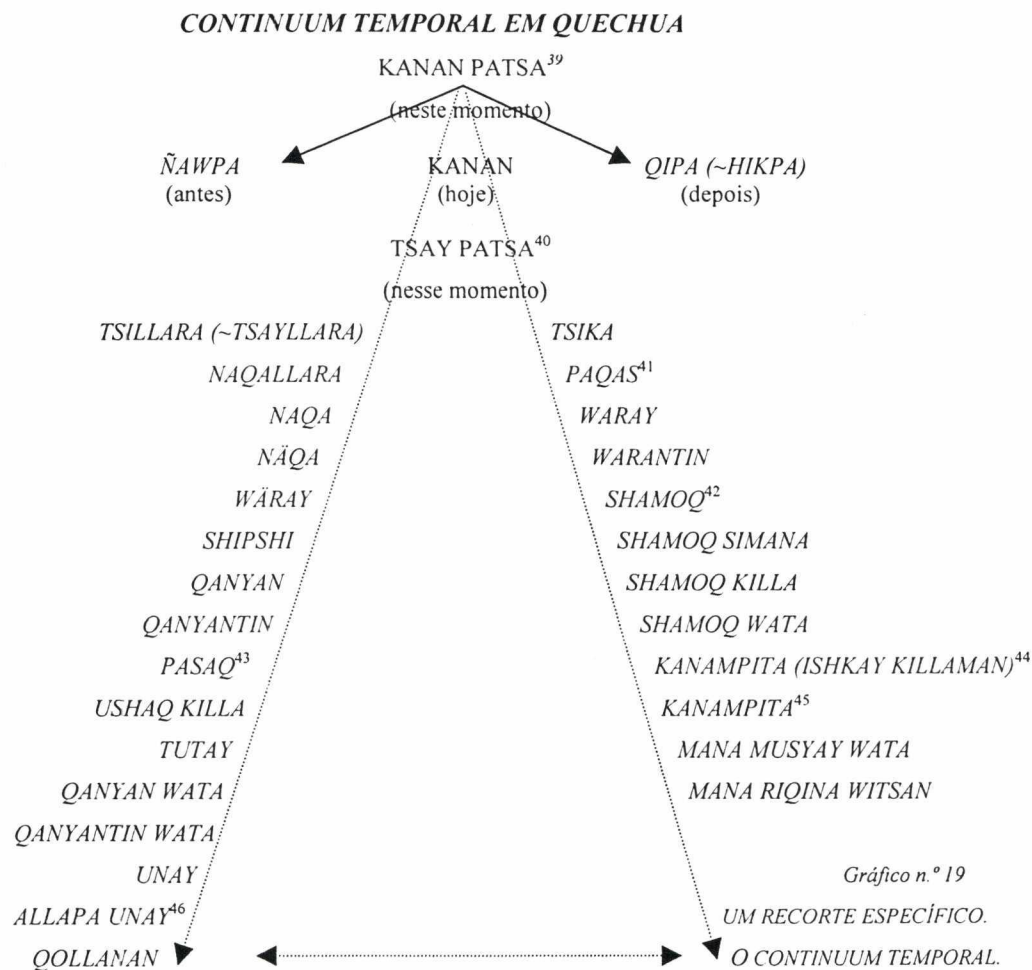 CONTINUUM TEMPORAL EM QUECHUA
KANAN PATSA39
(neste momento)
ÑAWPA KANAN QIPA (~HIKPA)
(antes) (hoje) (depois)
TSAY PATSA40
(nesse momento)
TSILLARA (~TSAYLLARA) TSIKA
NAQALLARA PAQAS41
NAQA WARAY
NÄQA WARANTIN
WÄRAY SHAMOQ42
SHIPSHI SHAMOQ SIMANA
QANYAN SHAMOQ KILLA
QANYANTIN SHAMOQ WATA
PASAQ43 KANAMPITA (ISHKAY KILLAMAN)44
USHAQ KILLA KANAMPITA45
TUTAY MANA MUSYAY WATA
QANYAN WATA MANA RIQINA WITSAN
QANYANTIN WATA
UNAY Gráfico n.º 19
ALLAPA UNAY46 UM RECORTE ESPECÍFICO.
QOLLANAN O CONTINUUM TEMPORAL.